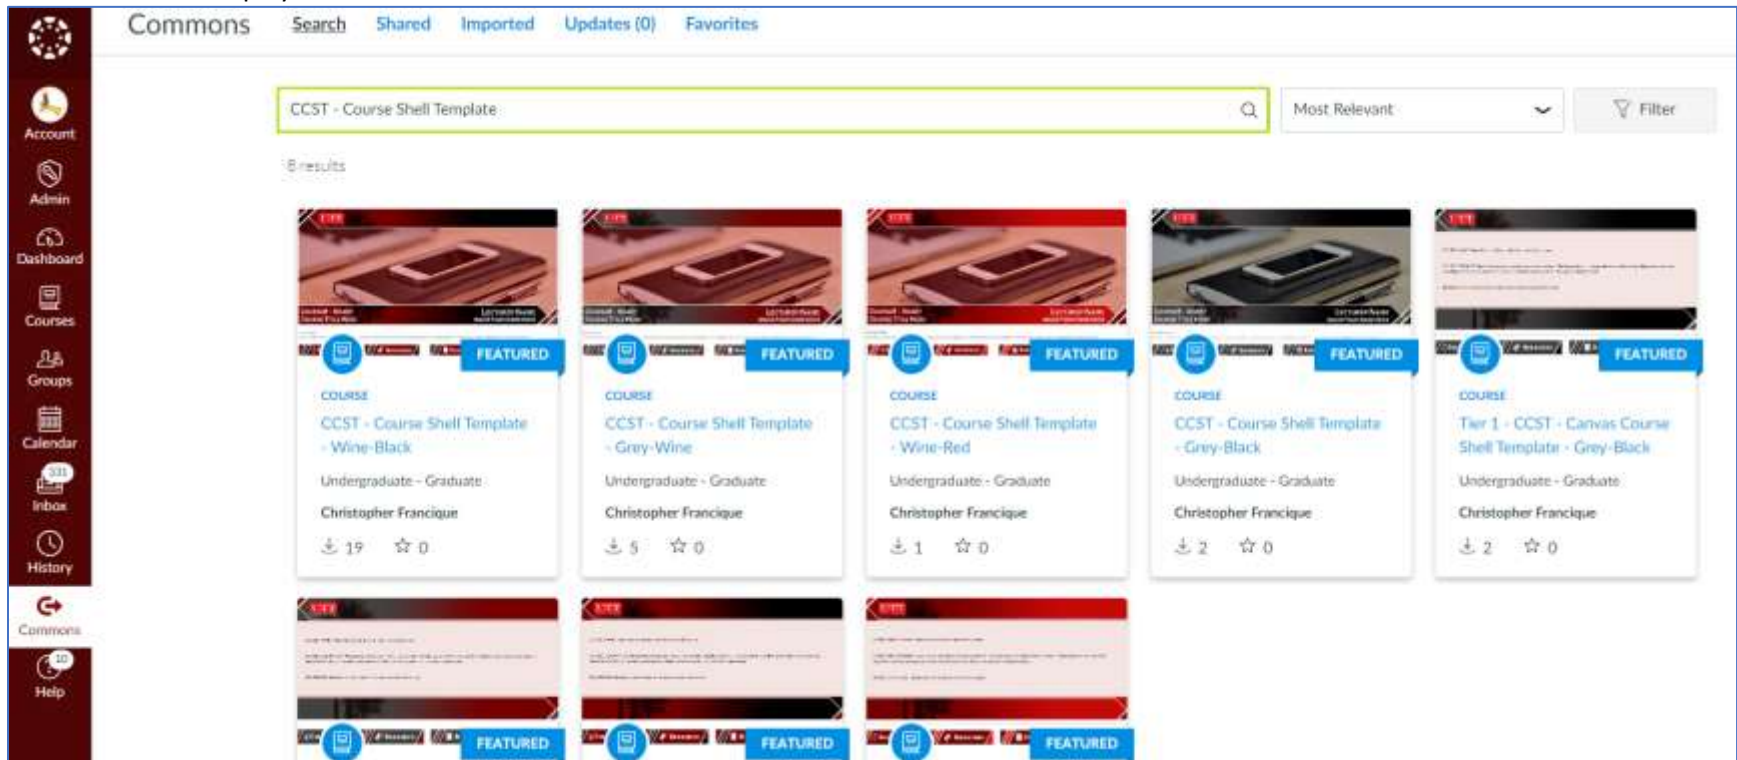 Commons Search Shared Imported Updates (0) Favorites
Account
Admin
Dashboard
Courses
Groups
Calendar
331
Inbox
History
Commons
10
Help
CCST - Course Shell Template
Most Relevant
Filter
8 results
FEATURED
COURSE
CCST - Course Shell Template
- Wine-Black
Undergraduate - Graduate
Christopher Francique
19 0
FEATURED
COURSE
CCST - Course Shell Template
- Grey-Wine
Undergraduate - Graduate
Christopher Francique
5 0
FEATURED
COURSE
CCST - Course Shell Template
- Wine-Red
Undergraduate - Graduate
Christopher Francique
1 0
FEATURED
COURSE
CCST - Course Shell Template
- Grey-Black
Undergraduate - Graduate
Christopher Francique
2 0
FEATURED
COURSE
Tier 1 - CCST - Canvas Course
Shell Template - Grey-Black
Undergraduate - Graduate
Christopher Francique
2 0
FEATURED
FEATURED
FEATURED